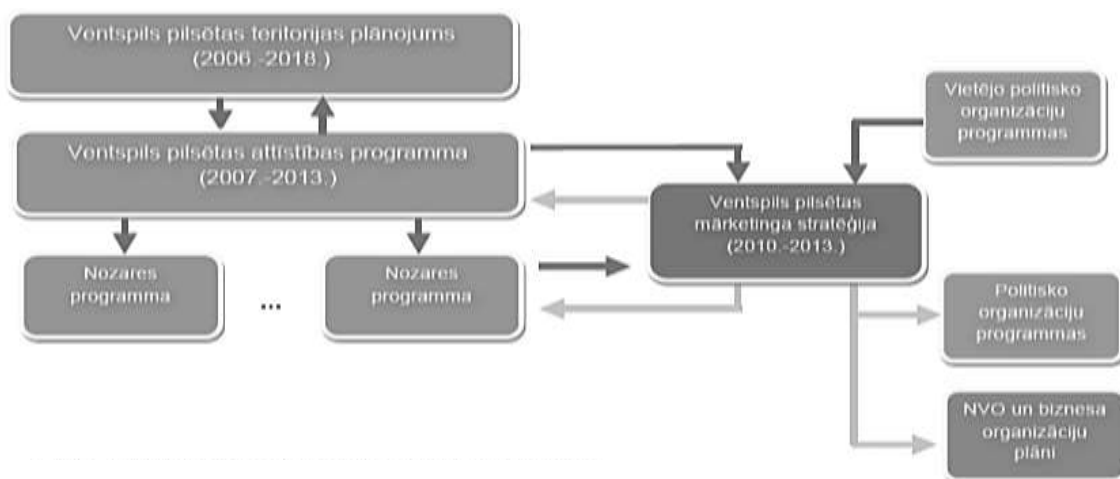 Ventspils pilsētas teritorijas plānojums
(2006.-2018.)
Vietējo politisko
organizāciju
programmas
Ventspils pilsētas attīstības programma
(2007.-2013.)
Ventspils pilsētas
mārketinga stratēģija
(2010.-2013.)
Nozares
programma
...
Nozares
programma
Politisko
organizāciju
programmas
NVO un biznesa
organizāciju
plāni